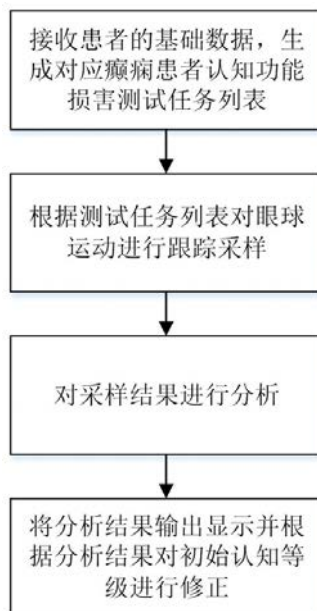 接收患者的基础数据，生
成对应癫痫患者认知功能
损害测试任务列表
根据测试任务列表对眼球
运动进行跟踪采样
对采样结果进行分析
将分析结果输出显示并根
据分析结果对初始认知等
级进行修正